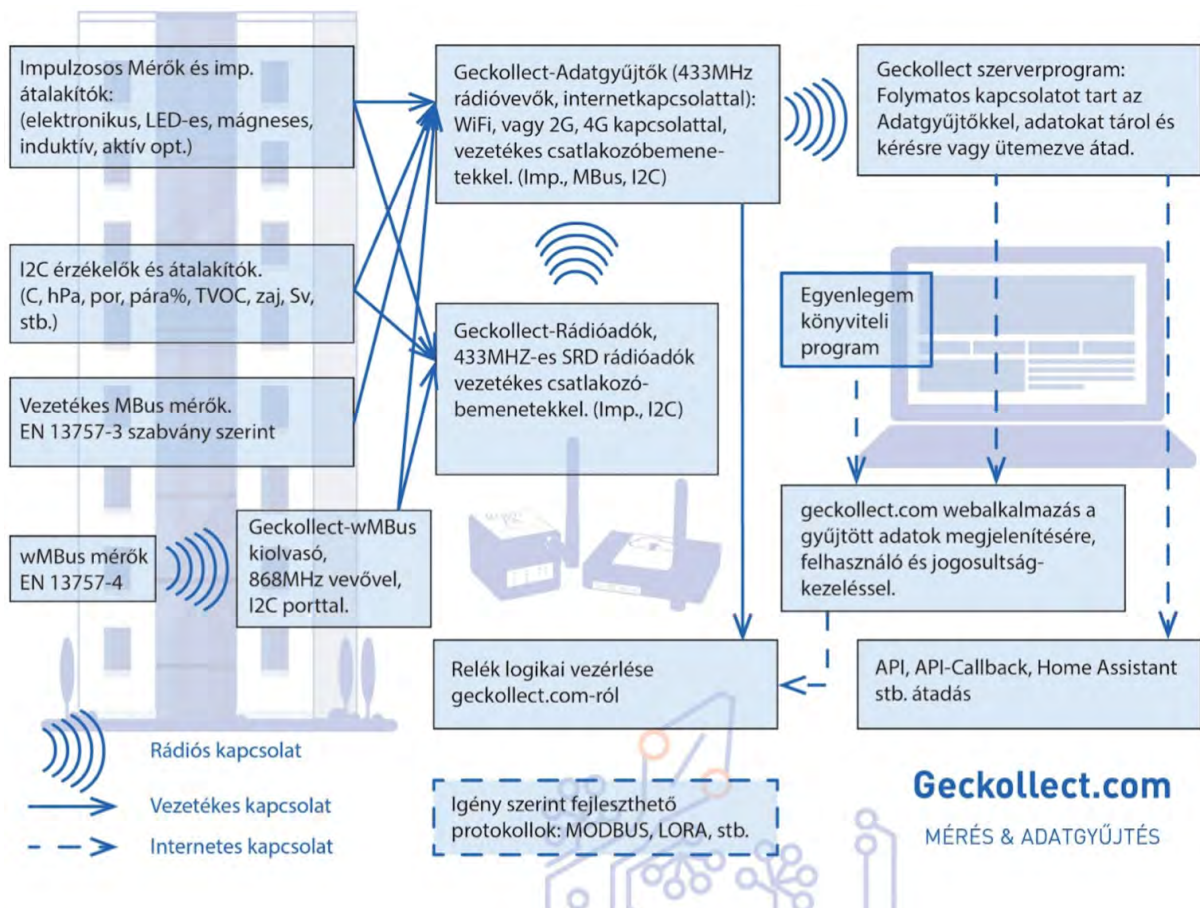 Impulzosos Mérők és imp.
átalakítók:
(elektronikus, LED-es, mágneses,
induktív, aktív opt.)
I2C érzékelők és átalakítók.
(C, hPa, por, pára%, TVOC, zaj, Sv,
stb.)
Vezetékes MBus mérők.
EN 13757-3 szabvány szerint
wMBus mérők
EN 13757-4
Geckollect-wMBus
kiolvasó,
868MHz vevővel,
I2C porttal.
Geckollect-Adatgyűjtők (433MHz
rádióvevők, internetkapcsolattal):
WiFi, vagy 2G, 4G kapcsolattal,
vezetékes csatlakozóbemene-
tekkel. (Imp., MBus, I2C)
Geckollect-Rádióadók,
433MHZ-es SRD rádióadók
vezetékes csatlakozó-
bemenetekkel. (Imp., I2C)
Geckollect szerverprogram:
Folymatos kapcsolatot tart az
Adatgyűjtőkkel, adatokat tárol és
kérésre vagy ütemezve átad.
Egyenlegem
könyviteli
program
geckollect.com webalkalmazás a
gyűjtött adatok megjelenítésére,
felhasználó és jogosultság-
kezeléssel.
Relék logikai vezérlése
geckollect.com-ról
API, API-Callback, Home Assistant
stb. átadás
Rádiós kapcsolat
Vezetékes kapcsolat
Internetes kapcsolat
Igény szerint fejleszthető
protokollok: MODBUS, LORA, stb.
Geckollect.com
MÉRÉS & ADATGYŰJTÉS